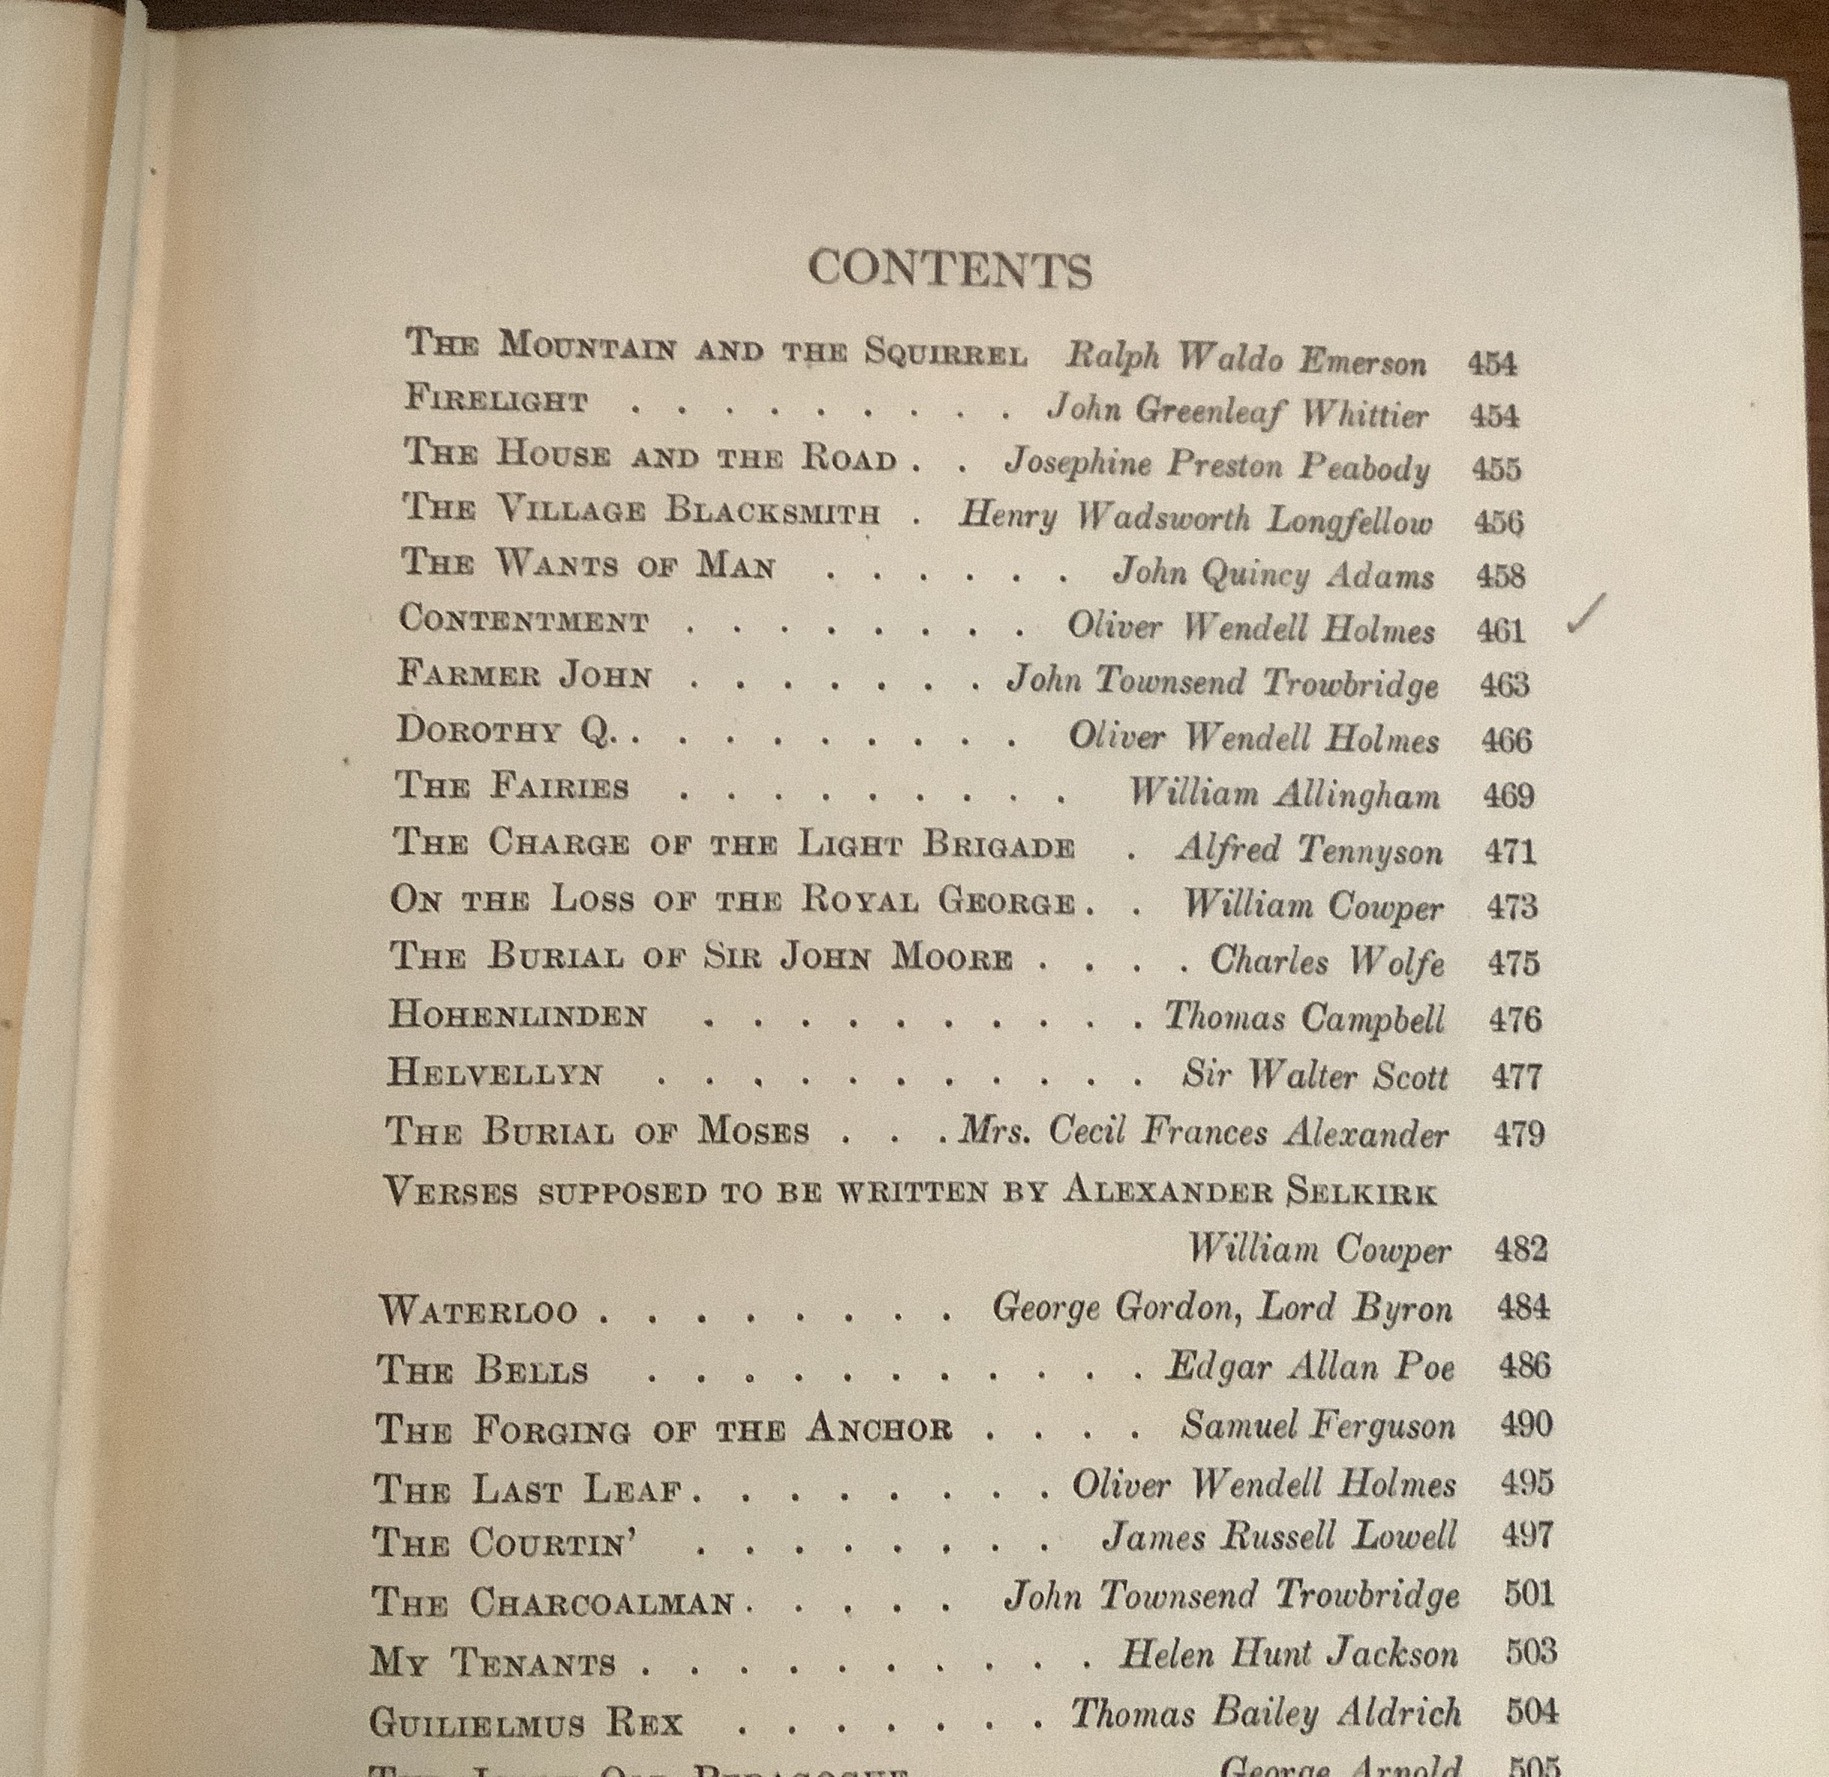 CONTENTS
THE MOUNTAIN AND THE SQUIRREL Ralph Waldo Emerson 454
FIRELIGHT . . . . . . . . . John Greenleaf Whittier 454
THE HOUSE AND THE ROAD . . Josephine Preston Peabody 455
THE VILLAGE BLACKSMITH . Henry Wadsworth Longfellow 456
THE WANTS OF MAN . . . . . . John Quincy Adams 458
CONTENTMENT . . . . . . . . Oliver Wendell Holmes 461 ✓
FARMER JOHN . . . . . . . John Townsend Trowbridge 463
DOROTHY Q. . . . . . . . . . Oliver Wendell Holmes 466
THE FAIRIES . . . . . . . . . William Allingham 469
THE CHARGE OF THE LIGHT BRIGADE . Alfred Tennyson 471
ON THE LOSS OF THE ROYAL GEORGE . . William Cowper 473
THE BURIAL OF SIR JOHN MOORE . . . . Charles Wolfe 475
HOHENLINDEN . . . . . . . . . . Thomas Campbell 476
HELVELLYN . . . . . . . . . . . Sir Walter Scott 477
THE BURIAL OF MOSES . . . Mrs. Cecil Frances Alexander 479
VERSES SUPPOSED TO BE WRITTEN BY ALEXANDER SELKIRK
William Cowper 482
WATERLOO . . . . . . . . George Gordon, Lord Byron 484
THE BELLS . . . . . . . . . . . Edgar Allan Poe 486
THE FORGING OF THE ANCHOR . . . . Samuel Ferguson 490
THE LAST LEAF . . . . . . . . Oliver Wendell Holmes 495
THE COURTIN' . . . . . . . . James Russell Lowell 497
THE CHARCOALMAN . . . . . John Townsend Trowbridge 501
MY TENANTS . . . . . . . . . . Helen Hunt Jackson 503
GUILIELMUS REX . . . . . . . Thomas Bailey Aldrich 504
THE JOLLY OLD PEDAGOGUE George Arnold 505